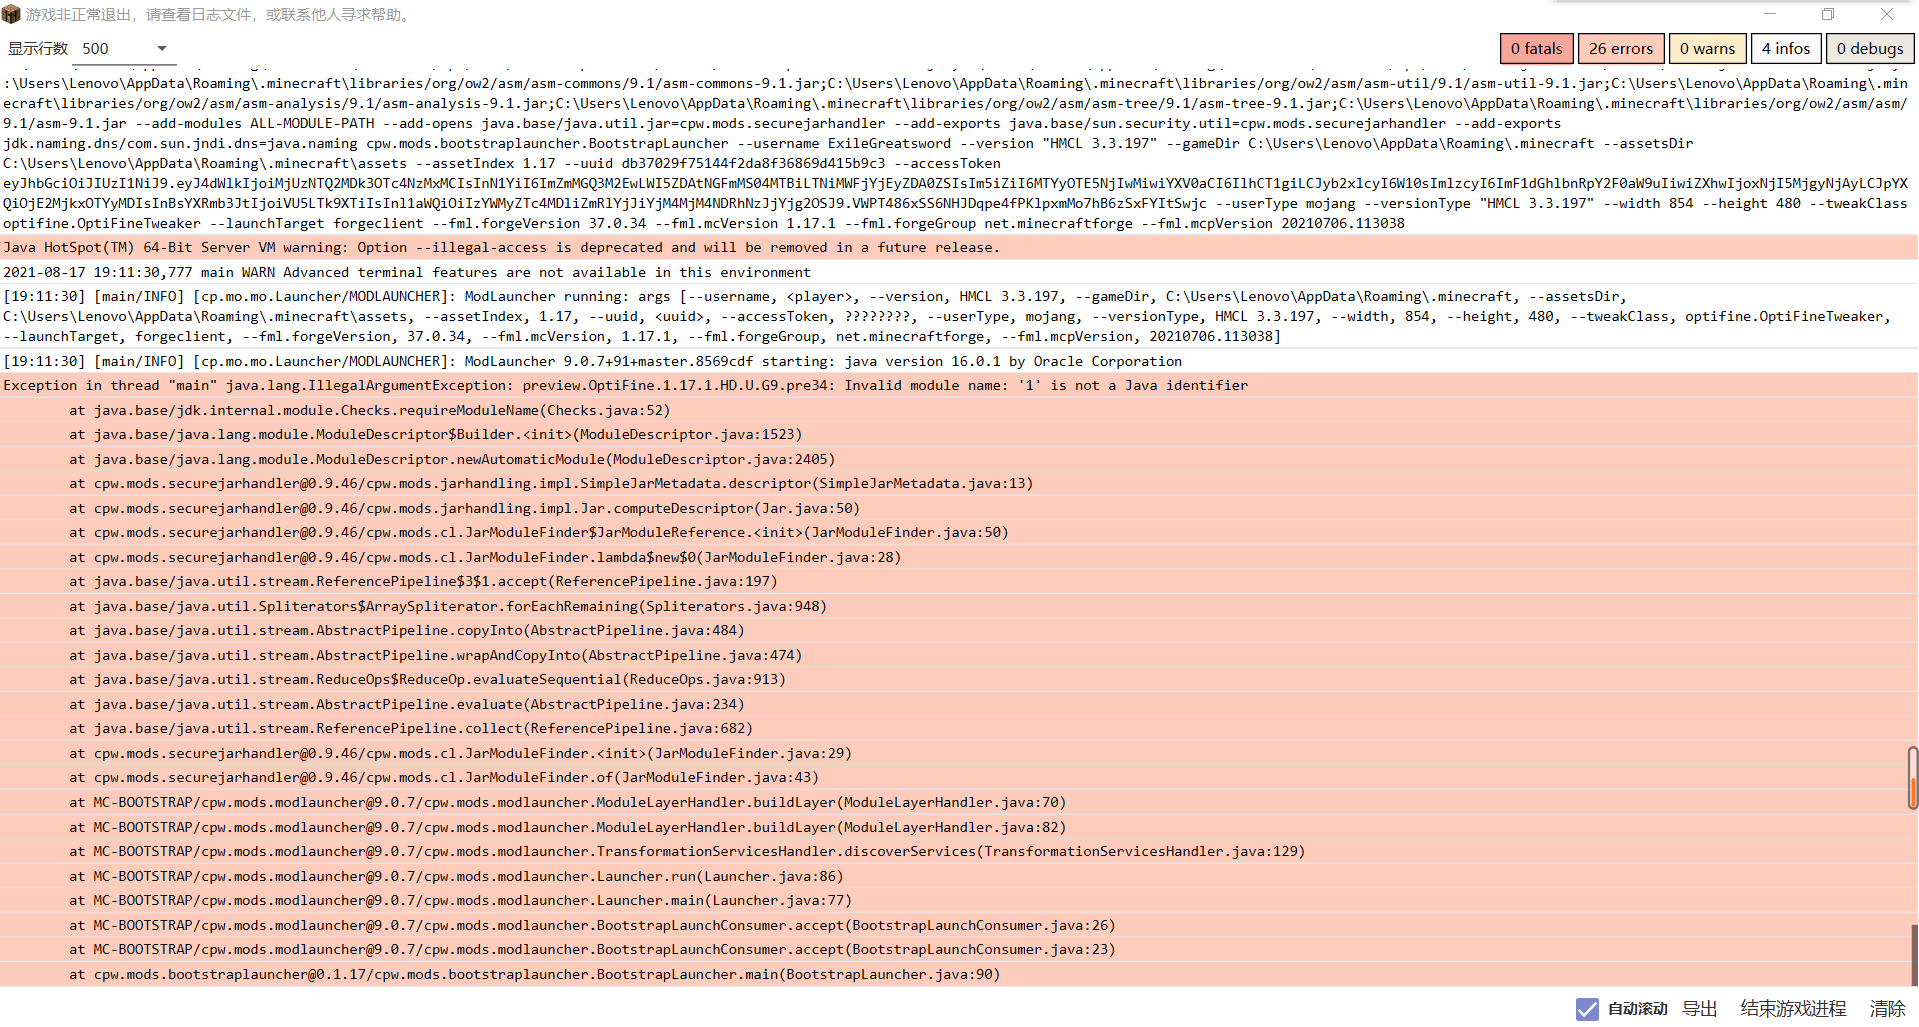 游戏非正常退出，请查看日志文件，或联系他人寻求帮助。
显示行数 500 0 fatals 26 errors 0 warns 4 infos 0 debugs
:\Users\Lenovo\AppData\Roaming\.minecraft\libraries/org/ow2/asm/asm-commons/9.1/asm-commons-9.1.jar;C:\Users\Lenovo\AppData\Roaming\.minecraft\libraries/org/ow2/asm/asm-util/9.1/asm-util-9.1.jar;C:\Users\Lenovo\AppData\Roaming\.min
ecraft\libraries/org/ow2/asm/asm-analysis/9.1/asm-analysis-9.1.jar;C:\Users\Lenovo\AppData\Roaming\.minecraft\libraries/org/ow2/asm/asm-tree/9.1/asm-tree-9.1.jar;C:\Users\Lenovo\AppData\Roaming\.minecraft\libraries/org/ow2/asm/asm/
9.1/asm-9.1.jar --add-modules ALL-MODULE-PATH --add-opens java.base/java.util.jar=cpw.mods.securejarhandler --add-exports java.base/sun.security.util=cpw.mods.securejarhandler --add-exports
jdk.naming.dns/com.sun.jndi.dns=java.naming cpw.mods.bootstraplauncher.BootstrapLauncher --username ExileGreatsword --version "HMCL 3.3.197" --gameDir C:\Users\Lenovo\AppData\Roaming\.minecraft --assetsDir
C:\Users\Lenovo\AppData\Roaming\.minecraft\assets --assetIndex 1.17 --uuid db37029f75144f2da8f36869d415b9c3 --accessToken
--userType mojang --versionType "HMCL 3.3.197" --width 854 --height 480 --tweakClass
optifine.OptiFineTweaker --launchTarget forgeclient --fml.forgeVersion 37.0.34 --fml.mcVersion 1.17.1 --fml.forgeGroup net.minecraftforge --fml.mcpVersion 20210706.113038
Java HotSpot(TM) 64-Bit Server VM warning: Option --illegal-access is deprecated and will be removed in a future release.
2021-08-17 19:11:30,777 main WARN Advanced terminal features are not available in this environment
[19:11:30] [main/INFO] [cp.mo.mo.Launcher/MODLAUNCHER]: ModLauncher running: args [--username, <player>, --version, HMCL 3.3.197, --gameDir, C:\Users\Lenovo\AppData\Roaming\.minecraft, --assetsDir,
C:\Users\Lenovo\AppData\Roaming\.minecraft\assets, --assetIndex, 1.17, --uuid, <uuid>, --accessToken, ????????, --userType, mojang, --versionType, HMCL 3.3.197, --width, 854, --height, 480, --tweakClass, optifine.OptiFineTweaker,
--launchTarget, forgeclient, --fml.forgeVersion, 37.0.34, --fml.mcVersion, 1.17.1, --fml.forgeGroup, net.minecraftforge, --fml.mcpVersion, 20210706.113038]
[19:11:30] [main/INFO] [cp.mo.mo.Launcher/MODLAUNCHER]: ModLauncher 9.0.7+91+master.8569cdf starting: java version 16.0.1 by Oracle Corporation
Exception in thread "main" java.lang.IllegalArgumentException: preview.OptiFine.1.17.1.HD.U.G9.pre34: Invalid module name: '1' is not a Java identifier
at java.base/jdk.internal.module.Checks.requireModuleName(Checks.java:52)
at java.base/java.lang.module.ModuleDescriptor$Builder.<init>(ModuleDescriptor.java:1523)
at java.base/java.lang.module.ModuleDescriptor.newAutomaticModule(ModuleDescriptor.java:2405)
at cpw.mods.securejarhandler@0.9.46/cpw.mods.jarhandling.impl.SimpleJarMetadata.descriptor(SimpleJarMetadata.java:13)
at cpw.mods.securejarhandler@0.9.46/cpw.mods.jarhandling.impl.Jar.computeDescriptor(Jar.java:50)
at cpw.mods.securejarhandler@0.9.46/cpw.mods.cl.JarModuleFinder$JarModuleReference.<init>(JarModuleFinder.java:50)
at cpw.mods.securejarhandler@0.9.46/cpw.mods.cl.JarModuleFinder.lambda$new$0(JarModuleFinder.java:28)
at java.base/java.util.stream.ReferencePipeline$3$1.accept(ReferencePipeline.java:197)
at java.base/java.util.Spliterators$ArraySpliterator.forEachRemaining(Spliterators.java:948)
at java.base/java.util.stream.AbstractPipeline.copyInto(AbstractPipeline.java:484)
at java.base/java.util.stream.AbstractPipeline.wrapAndCopyInto(AbstractPipeline.java:474)
at java.base/java.util.stream.ReduceOps$ReduceOp.evaluateSequential(ReduceOps.java:913)
at java.base/java.util.stream.AbstractPipeline.evaluate(AbstractPipeline.java:234)
at java.base/java.util.stream.ReferencePipeline.collect(ReferencePipeline.java:682)
at cpw.mods.securejarhandler@0.9.46/cpw.mods.cl.JarModuleFinder.<init>(JarModuleFinder.java:29)
at cpw.mods.securejarhandler@0.9.46/cpw.mods.cl.JarModuleFinder.of(JarModuleFinder.java:43)
at MC-BOOTSTRAP/cpw.mods.modlauncher@9.0.7/cpw.mods.modlauncher.ModuleLayerHandler.buildLayer(ModuleLayerHandler.java:70)
at MC-BOOTSTRAP/cpw.mods.modlauncher@9.0.7/cpw.mods.modlauncher.ModuleLayerHandler.buildLayer(ModuleLayerHandler.java:82)
at MC-BOOTSTRAP/cpw.mods.modlauncher@9.0.7/cpw.mods.modlauncher.TransformationServicesHandler.discoverServices(TransformationServicesHandler.java:129)
at MC-BOOTSTRAP/cpw.mods.modlauncher@9.0.7/cpw.mods.modlauncher.Launcher.run(Launcher.java:86)
at MC-BOOTSTRAP/cpw.mods.modlauncher@9.0.7/cpw.mods.modlauncher.Launcher.main(Launcher.java:77)
at MC-BOOTSTRAP/cpw.mods.modlauncher@9.0.7/cpw.mods.modlauncher.BootstrapLaunchConsumer.accept(BootstrapLaunchConsumer.java:26)
at MC-BOOTSTRAP/cpw.mods.modlauncher@9.0.7/cpw.mods.modlauncher.BootstrapLaunchConsumer.accept(BootstrapLaunchConsumer.java:23)
at cpw.mods.bootstraplauncher@0.1.17/cpw.mods.bootstraplauncher.BootstrapLauncher.main(BootstrapLauncher.java:90)
自动滚动 导出 结束游戏进程 清除